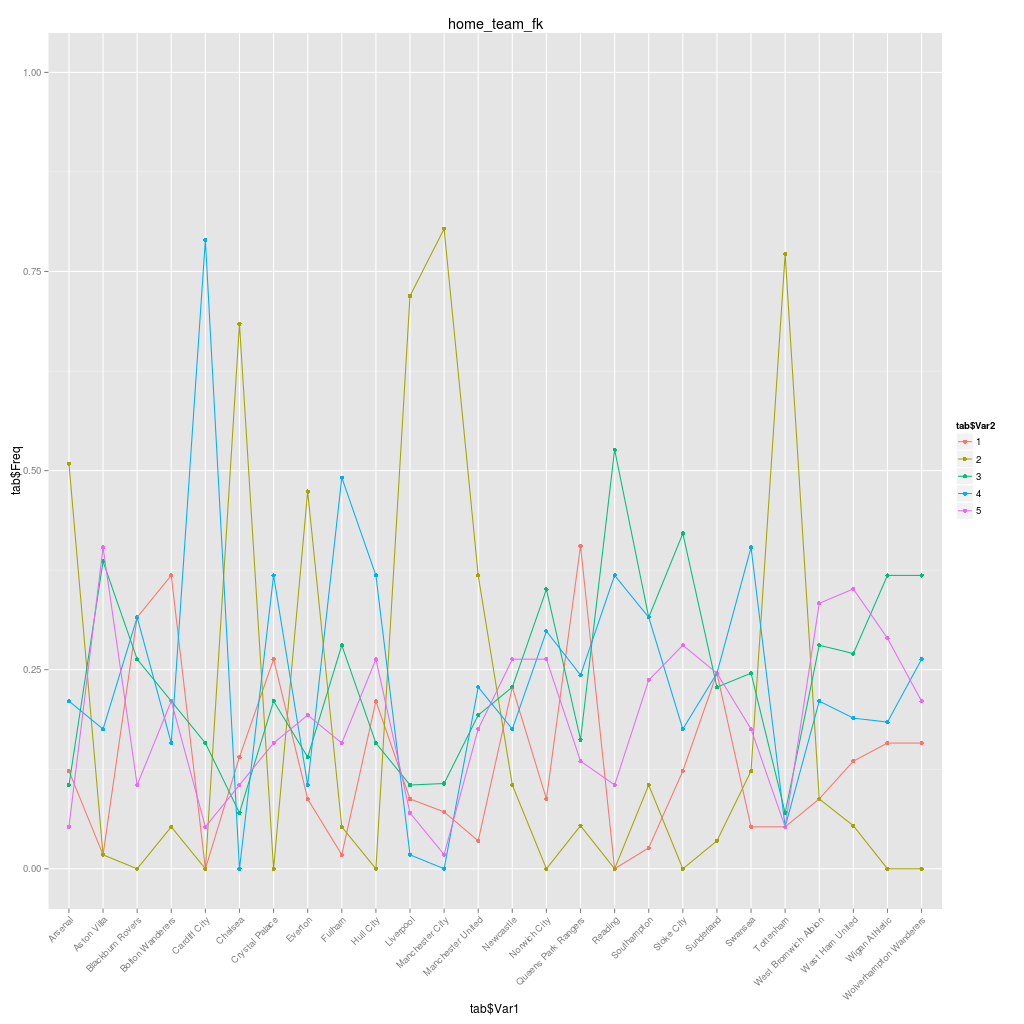 home_team_fk
1.00
0.75
0.50
0.25
0.00
tab$Freq
Arsenal
Aston Villa
Blackburn Rovers
Bolton Wanderers
Cardiff City
Chelsea
Crystal Palace
Everton
Fulham
Hull City
Liverpool
Manchester City
Manchester United
Newcastle
Norwich City
Queens Park Rangers
Reading
Southampton
Stoke City
Sunderland
Swansea
Tottenham
West Bromwich Albion
West Ham United
Wigan Athletic
Wolverhampton Wanderers
tab$Var1
tab$Var2
1
2
3
4
5